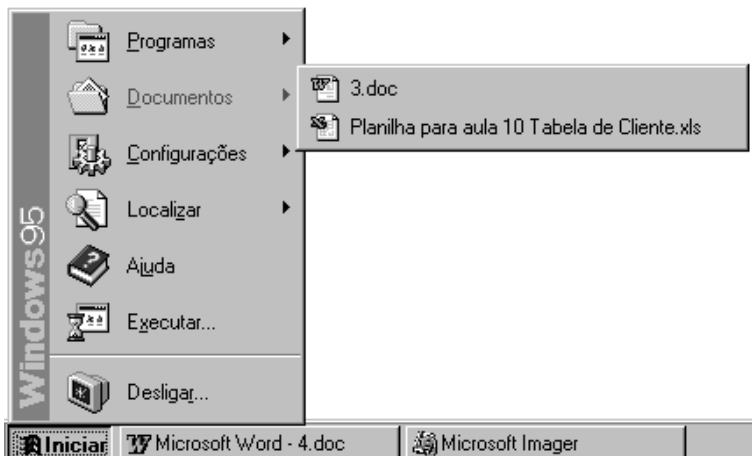 Programas
Documentos
3.doc
Planilha para aula 10 Tabela de Cliente.xls
Configurações
Localizar
Ajuda
Executar...
Desligar...
Windows95
Iniciar
Microsoft Word - 4.doc
Microsoft Imager